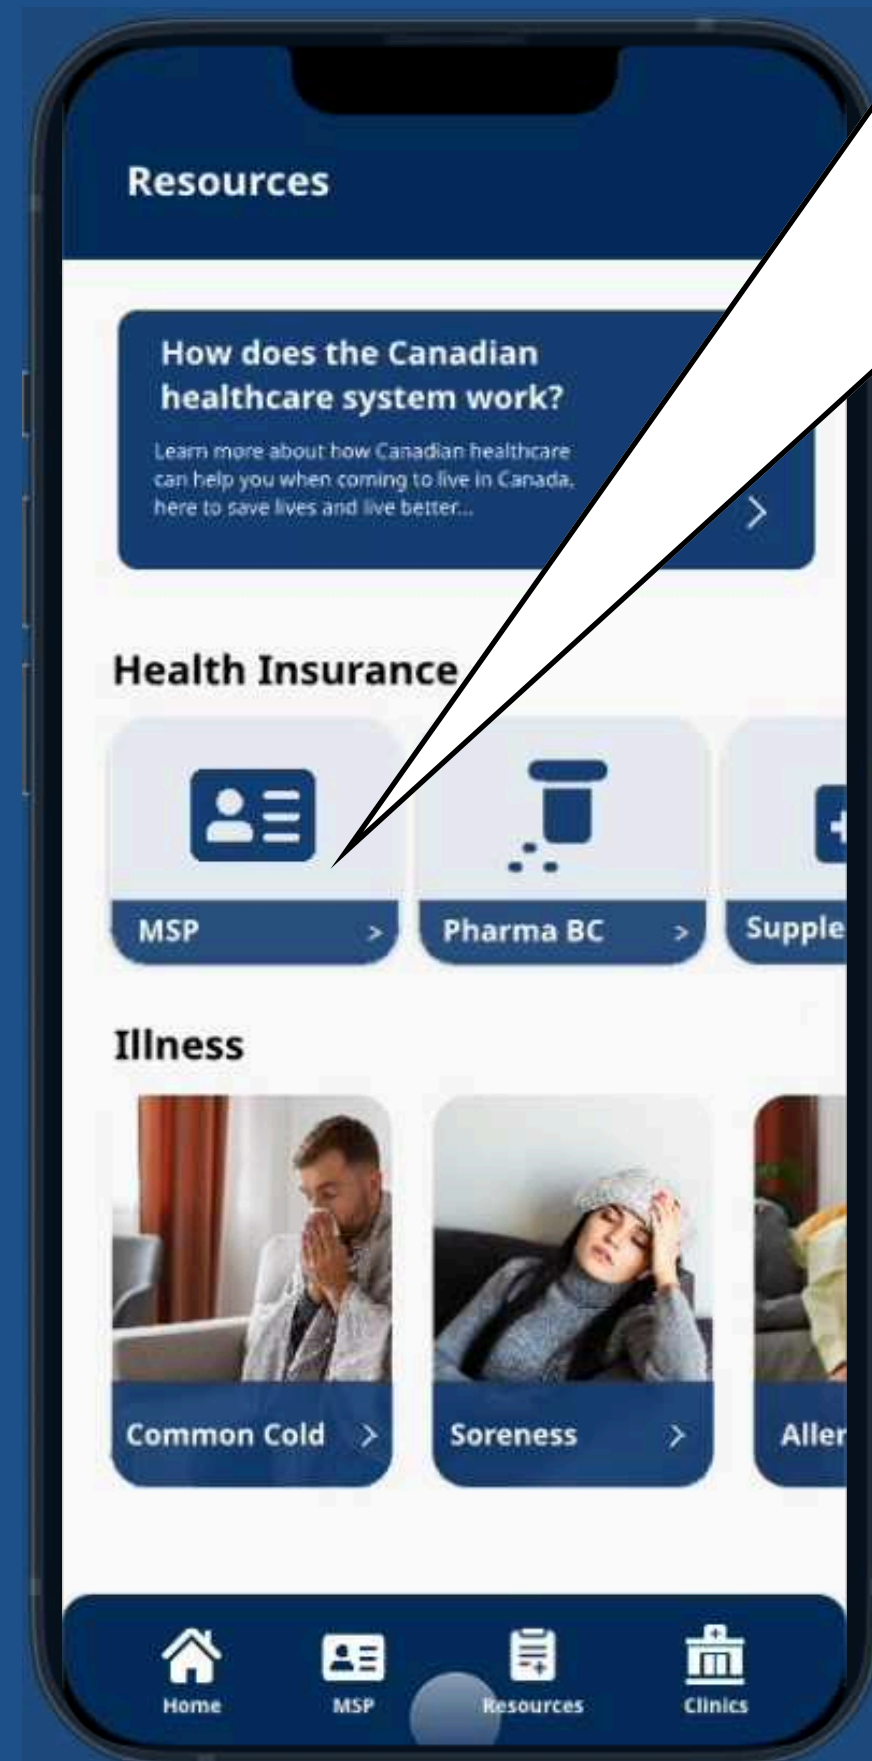 Resources
How does the Canadian
healthcare system work?
Learn more about how Canadian healthcare
can help you when coming to live in Canada,
here to save lives and live better...
Health Insurance
MSP >
Pharma BC >
Supple
Illness
Common Cold >
Soreness >
Aller
Home
MSP
Resources
Clinics